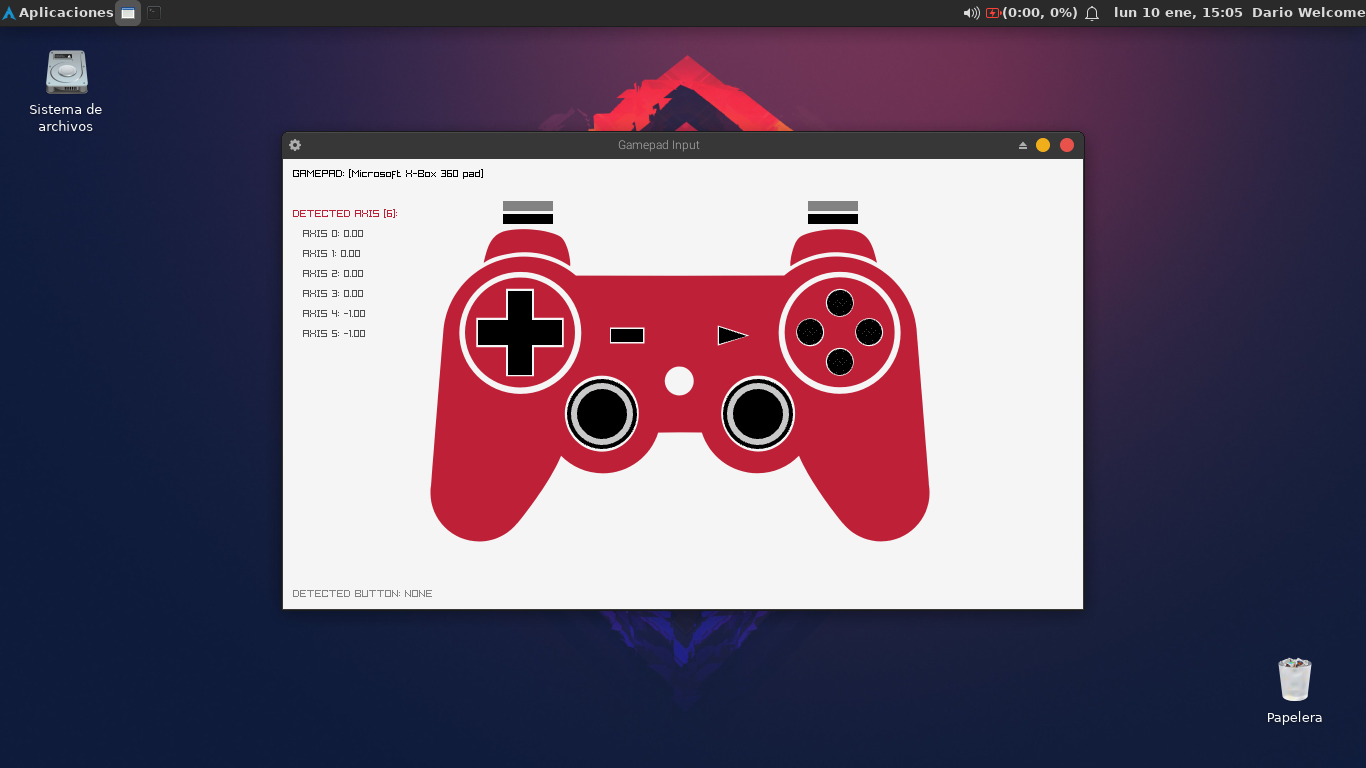 Aplicaciones
(0:00, 0%)
lun 10 ene, 15:05 Dario Welcome
Sistema de
archivos
Gamepad Input
GAMEPAD: [Microsoft X-Box 360 pad]
DETECTED AXIS [6]:
AXIS 0: 0.00
AXIS 1: 0.00
AXIS 2: 0.00
AXIS 3: 0.00
AXIS 4: -1.00
AXIS 5: -1.00
DETECTED BUTTON: NONE
Papelera